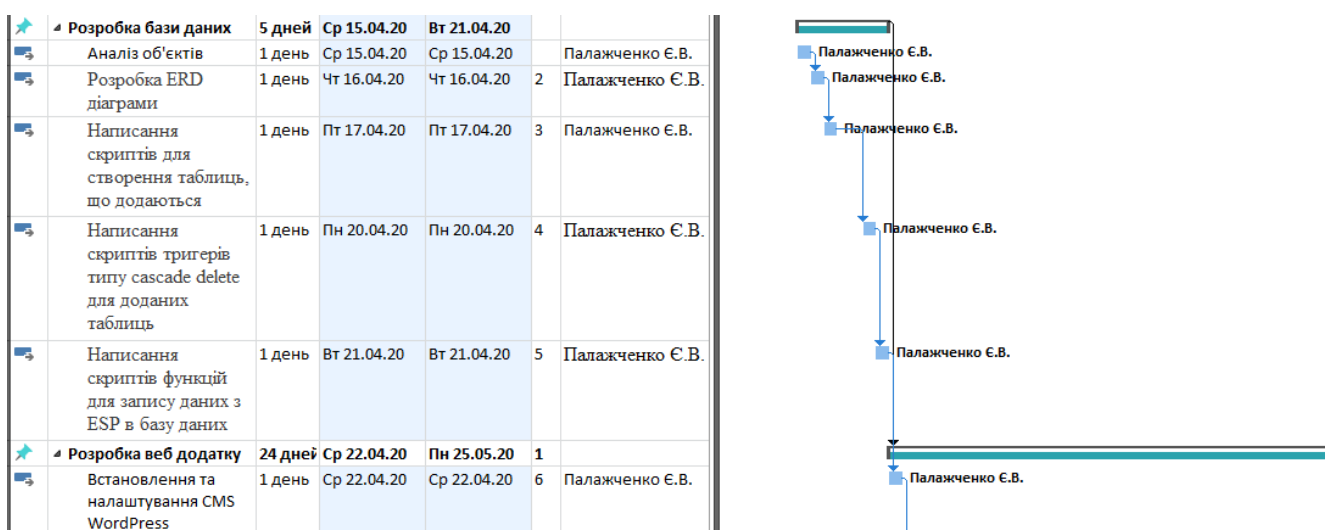 Розробка бази даних 5 дней Ср 15.04.20 Вт 21.04.20
Аналіз об'єктів 1 день Ср 15.04.20 Ср 15.04.20 Палажченко Є.В. Палажченко Є.В.
Розробка ERD 1 день Чт 16.04.20 Чт 16.04.20 2 Палажченко Є.В. Палажченко Є.В.
діаграми
Написання 1 день Пт 17.04.20 Пт 17.04.20 3 Палажченко Є.В. Палажченко Є.В.
скриптів для
створення таблиць,
що додаються
Написання 1 день Пн 20.04.20 Пн 20.04.20 4 Палажченко Є.В. Палажченко Є.В.
скриптів тригерів
типу cascade delete
для доданих
таблиць
Написання 1 день Вт 21.04.20 Вт 21.04.20 5 Палажченко Є.В. Палажченко Є.В.
скриптів функцій
для запису даних з
ESP в базу даних
Розробка веб додатку 24 дней Ср 22.04.20 Пн 25.05.20 1
Встановлення та 1 день Ср 22.04.20 Ср 22.04.20 6 Палажченко Є.В. Палажченко Є.В.
налаштування CMS
WordPress